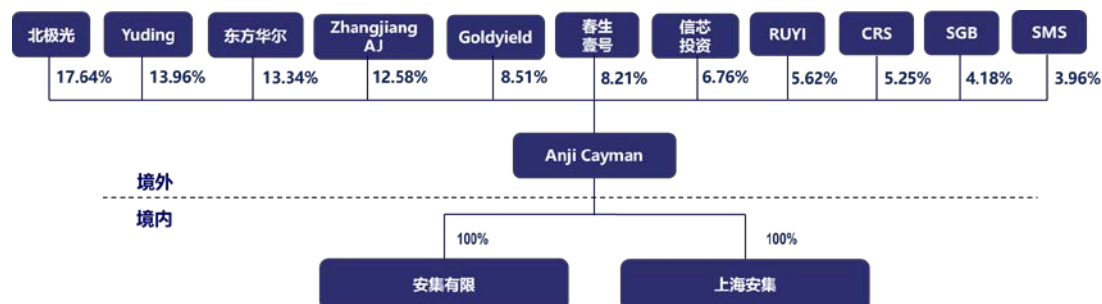 北极光
Yuding
东方华尔
Zhangjiang
AJ
Goldyield
春生
壹号
信芯
投资
RUYI
CRS
SGB
SMS
17.64%
13.96%
13.34%
12.58%
8.51%
8.21%
6.76%
5.62%
5.25%
4.18%
3.96%
Anji Cayman
境外
境内
100%
100%
安集有限
上海安集